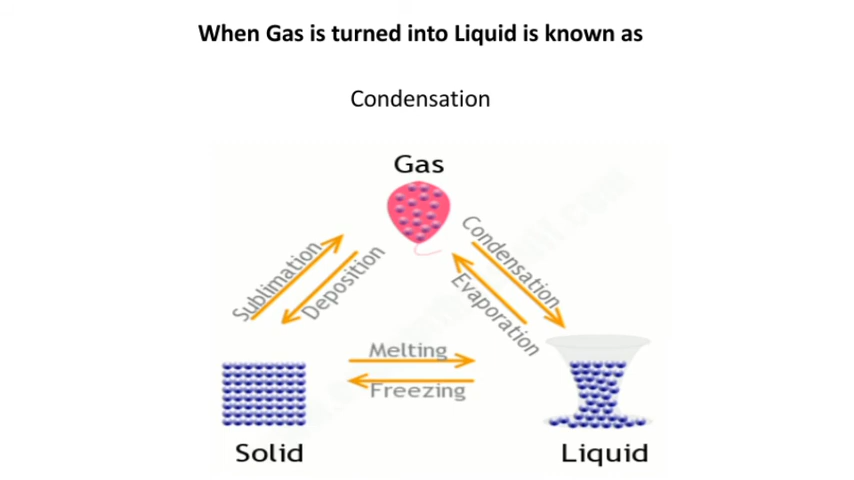 When Gas is turned into Liquid is known as
Condensation
Gas
Sublimation
Deposition
Condensation
Evaporation
Melting
Freezing
Solid
Liquid